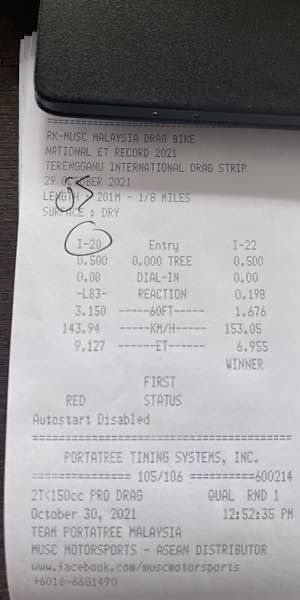 RK-MUSC MALAYSIA DRAG BIKE
NATIONAL ET RECORD 2021
TERENGGANU INTERNATIONAL DRAG STRIP
29 OCTOBER 2021
LENGTH : 201M - 1/8 MILES
SURFACE : DRY
I-20 Entry I-22
0.500 0.000 TREE 0.500
0.00 DIAL-IN 0.00
-LB3- REACTION 0.198
3.150 -----60FT----- 1.676
143.94 -----KM/H----- 153.05
9.127 ------ET------ 6.955
WINNER
FIRST
RED STATUS
Autostart Disabled
PORTATREE TIMING SYSTEMS, INC.
============== 105/106 =========600214
2T<150cc PRO DRAG QUAL RND 1
October 30, 2021 12:52:35 PM
TEAM PORTATREE MALAYSIA
MUSC MOTORSPORTS - ASEAN DISTRIBUTOR
www.facebook.com/muscmotorsports
+6016-6681490